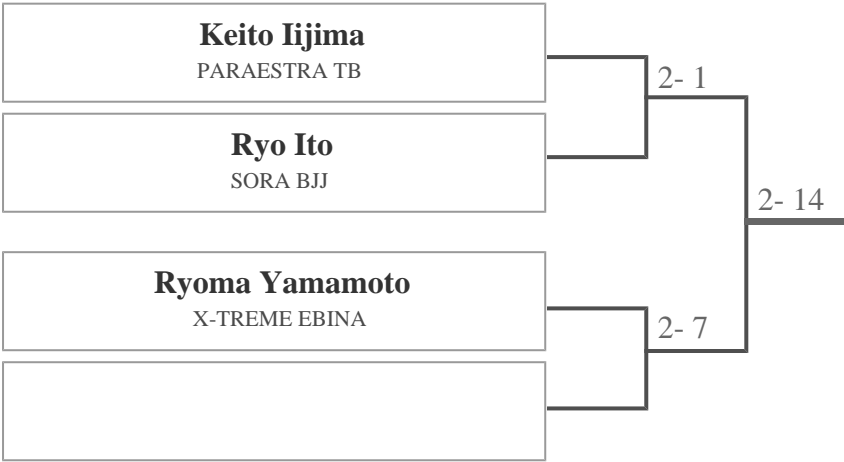 Keito Iijima
PARAESTRA TB
2- 1
Ryo Ito
SORA BJJ
2- 14
Ryoma Yamamoto
X-TREME EBINA
2- 7